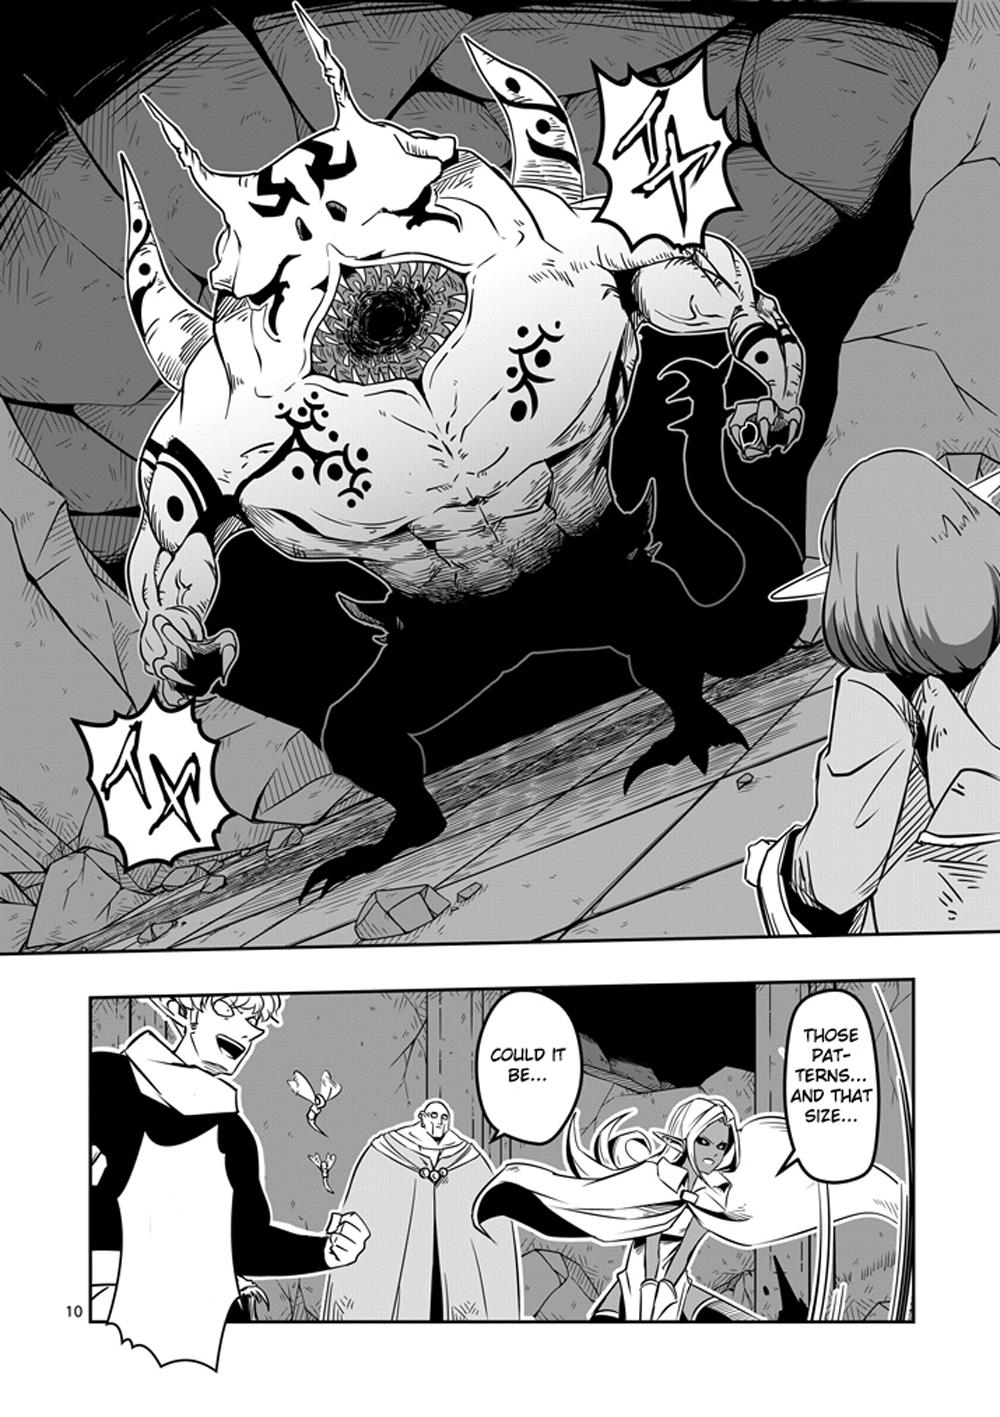 THOSE
PAT-
TERNS...
AND THAT
SIZE...
COULD IT
BE...
10